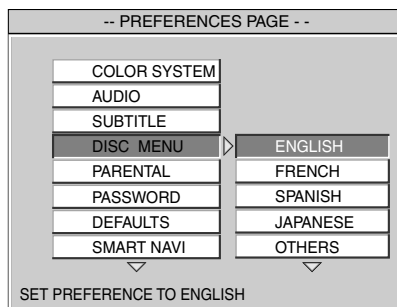 -- PREFERENCES PAGE - -
COLOR SYSTEM
AUDIO
SUBTITLE
DISC MENU
PARENTAL
PASSWORD
DEFAULTS
SMART NAVI
ENGLISH
FRENCH
SPANISH
JAPANESE
OTHERS
SET PREFERENCE TO ENGLISH